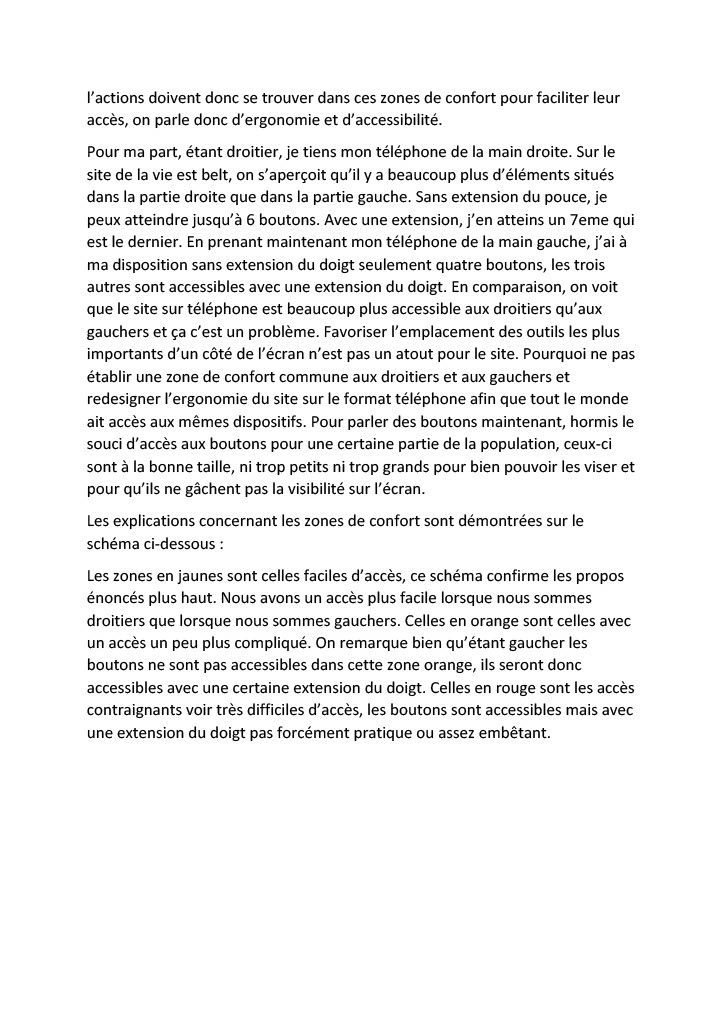 l’actions doivent donc se trouver dans ces zones de confort pour faciliter leur
accès, on parle donc d’ergonomie et d’accessibilité.
Pour ma part, étant droitier, je tiens mon téléphone de la main droite. Sur le
site de la vie est belt, on s’aperçoit qu’il y a beaucoup plus d’éléments situés
dans la partie droite que dans la partie gauche. Sans extension du pouce, je
peux atteindre jusqu’à 6 boutons. Avec une extension, j’en atteins un 7eme qui
est le dernier. En prenant maintenant mon téléphone de la main gauche, j’ai à
ma disposition sans extension du doigt seulement quatre boutons, les trois
autres sont accessibles avec une extension du doigt. En comparaison, on voit
que le site sur téléphone est beaucoup plus accessible aux droitiers qu’aux
gauchers et ça c’est un problème. Favoriser l’emplacement des outils les plus
importants d’un côté de l’écran n’est pas un atout pour le site. Pourquoi ne pas
établir une zone de confort commune aux droitiers et aux gauchers et
redesigner l’ergonomie du site sur le format téléphone afin que tout le monde
ait accès aux mêmes dispositifs. Pour parler des boutons maintenant, hormis le
souci d’accès aux boutons pour une certaine partie de la population, ceux-ci
sont à la bonne taille, ni trop petits ni trop grands pour bien pouvoir les viser et
pour qu’ils ne gâchent pas la visibilité sur l’écran.
Les explications concernant les zones de confort sont démontrées sur le
schéma ci-dessous :
Les zones en jaunes sont celles faciles d’accès, ce schéma confirme les propos
énoncés plus haut. Nous avons un accès plus facile lorsque nous sommes
droitiers que lorsque nous sommes gauchers. Celles en orange sont celles avec
un accès un peu plus compliqué. On remarque bien qu’étant gaucher les
boutons ne sont pas accessibles dans cette zone orange, ils seront donc
accessibles avec une certaine extension du doigt. Celles en rouge sont les accès
contraignants voir très difficiles d’accès, les boutons sont accessibles mais avec
une extension du doigt pas forcément pratique ou assez embêtant.